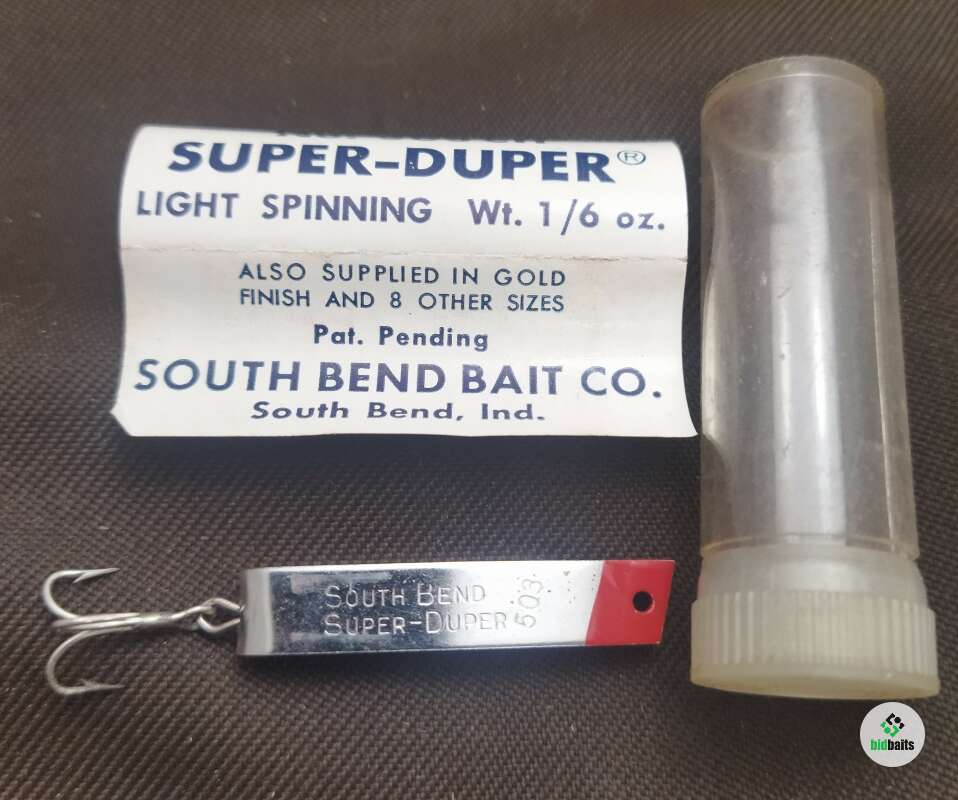 SUPER-DUPER®
LIGHT SPINNING Wt. 1/6 oz.
ALSO SUPPLIED IN GOLD
FINISH AND 8 OTHER SIZES
Pat. Pending
SOUTH BEND BAIT CO.
South Bend, Ind.
SOUTH BEND
SUPER-DUPER
503
bidbaits